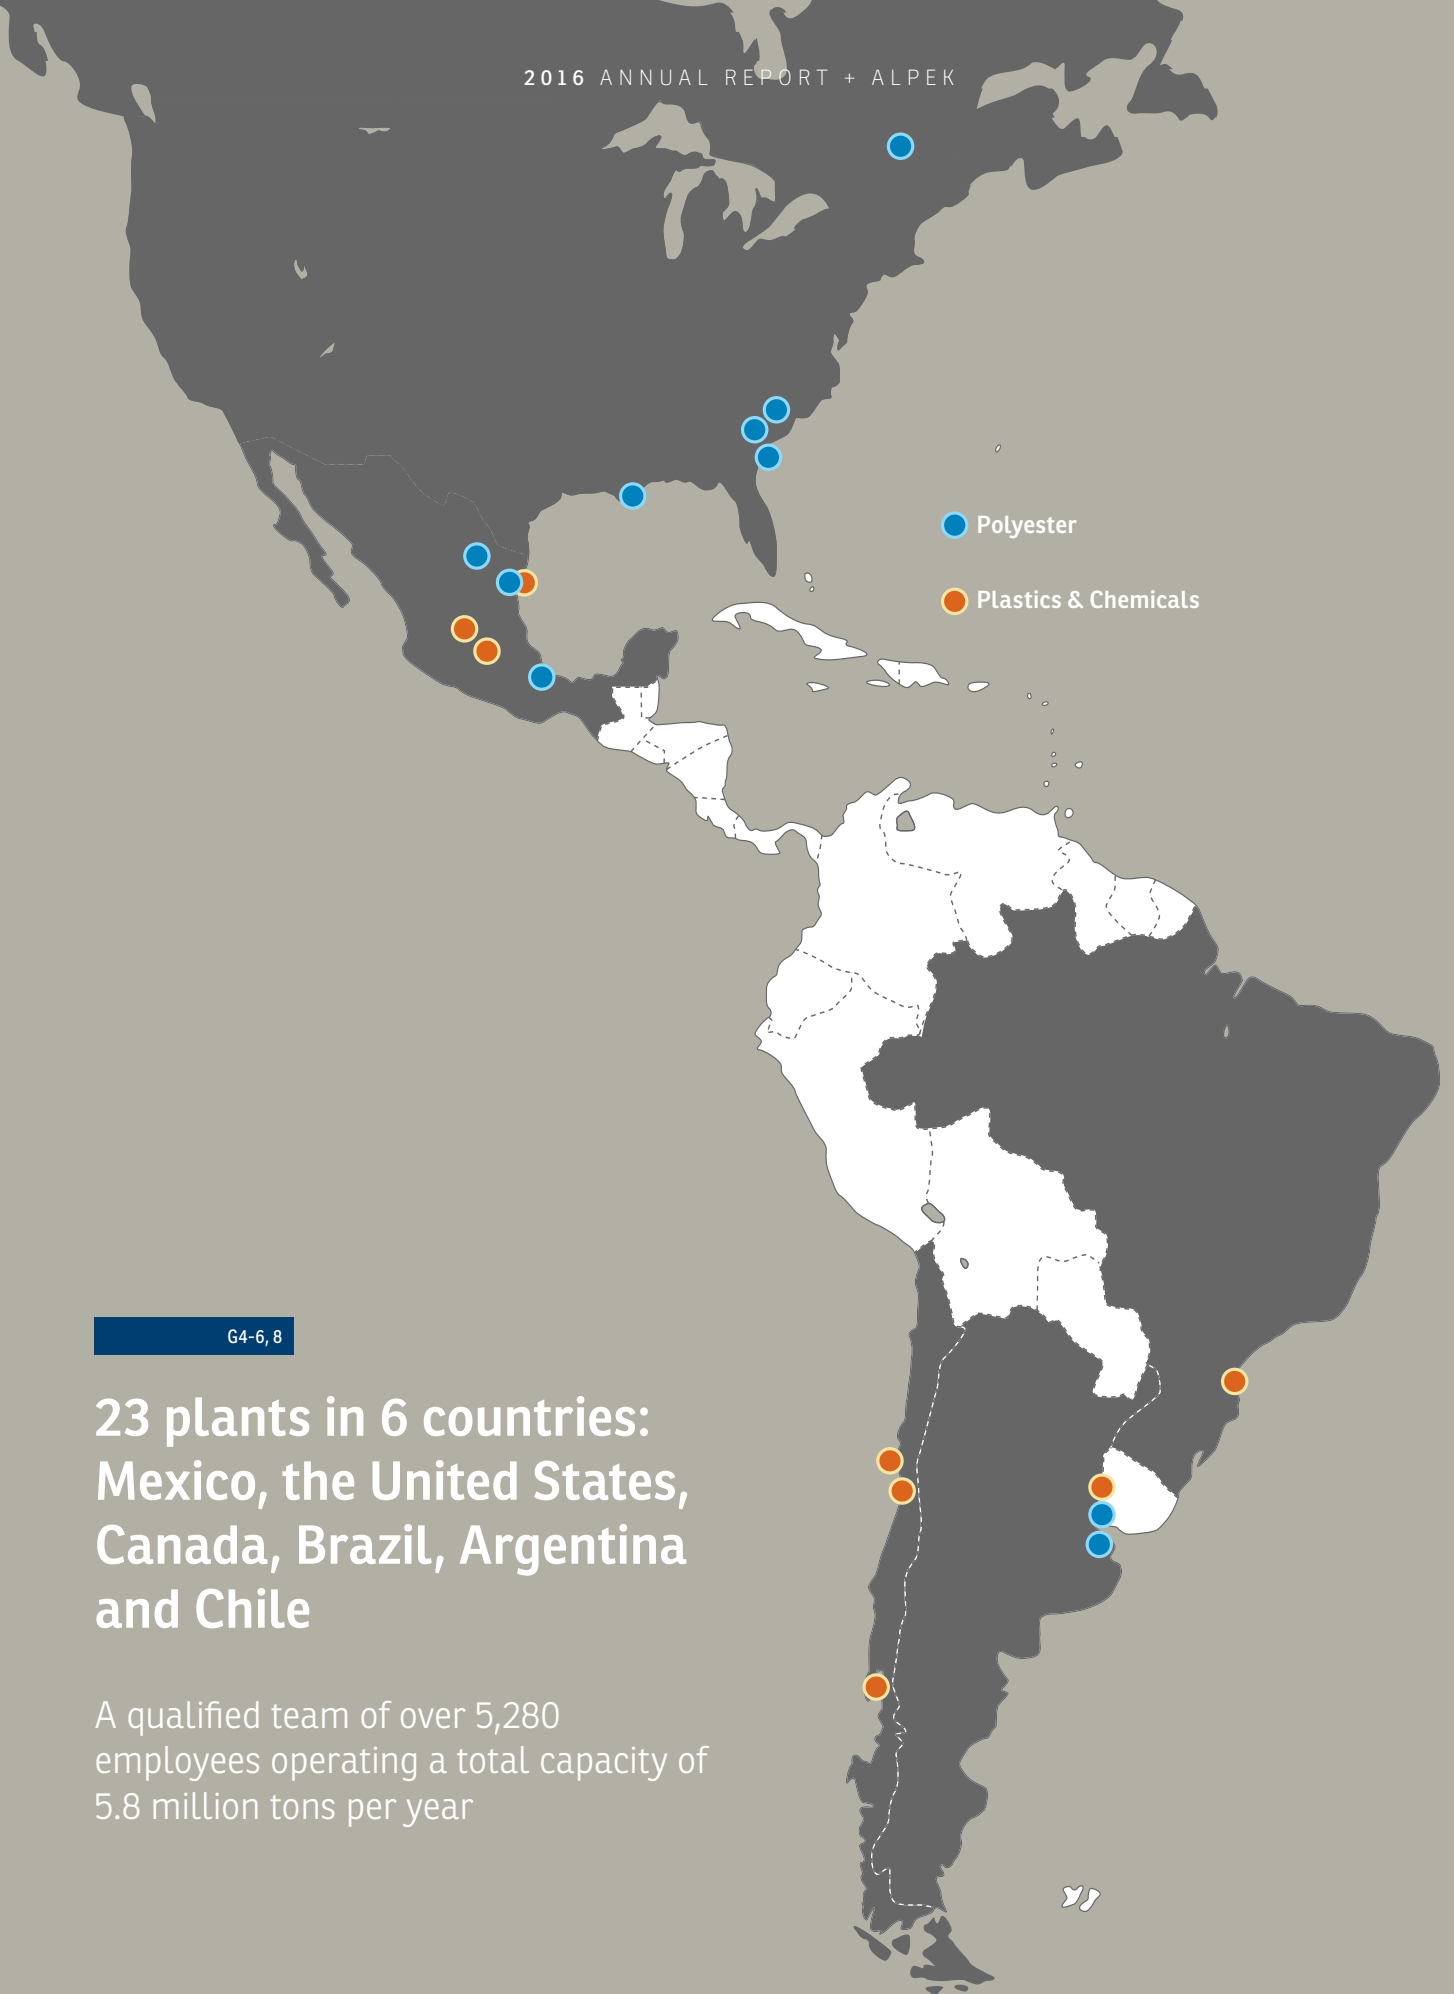 2016 ANNUAL REPORT + ALPEK
Polyester
Plastics & Chemicals
G4-6, 8
23 plants in 6 countries:
Mexico, the United States,
Canada, Brazil, Argentina
and Chile
A qualified team of over 5,280
employees operating a total capacity of
5.8 million tons per year